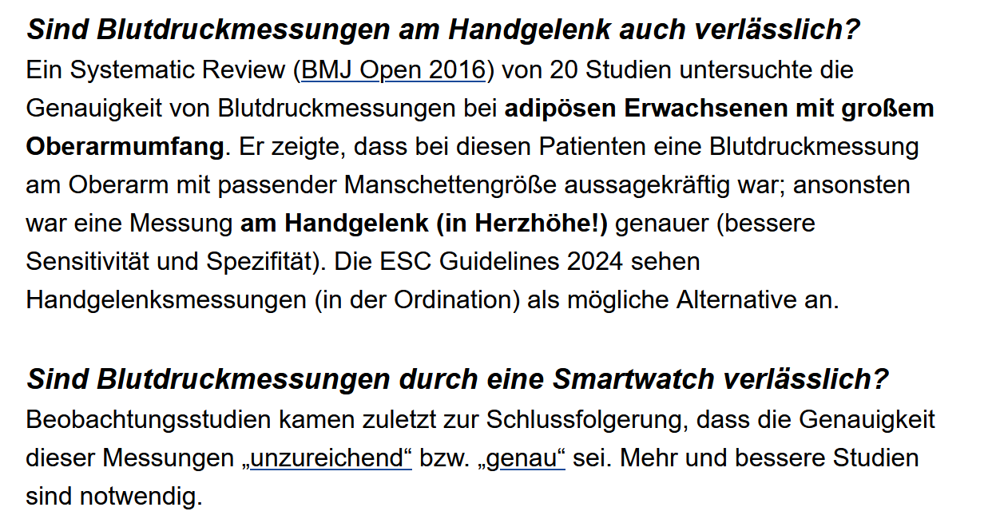 Sind Blutdruckmessungen am Handgelenk auch verlässlich?
Ein Systematic Review (BMJ Open 2016) von 20 Studien untersuchte die
Genauigkeit von Blutdruckmessungen bei adipösen Erwachsenen mit großem
Oberarmumfang. Er zeigte, dass bei diesen Patienten eine Blutdruckmessung
am Oberarm mit passender Manschettengröße aussagekräftig war; ansonsten
war eine Messung am Handgelenk (in Herzhöhe!) genauer (bessere
Sensitivität und Spezifität). Die ESC Guidelines 2024 sehen
Handgelenksmessungen (in der Ordination) als mögliche Alternative an.
Sind Blutdruckmessungen durch eine Smartwatch verlässlich?
Beobachtungsstudien kamen zuletzt zur Schlussfolgerung, dass die Genauigkeit
dieser Messungen „unzureichend“ bzw. „genau“ sei. Mehr und bessere Studien
sind notwendig.